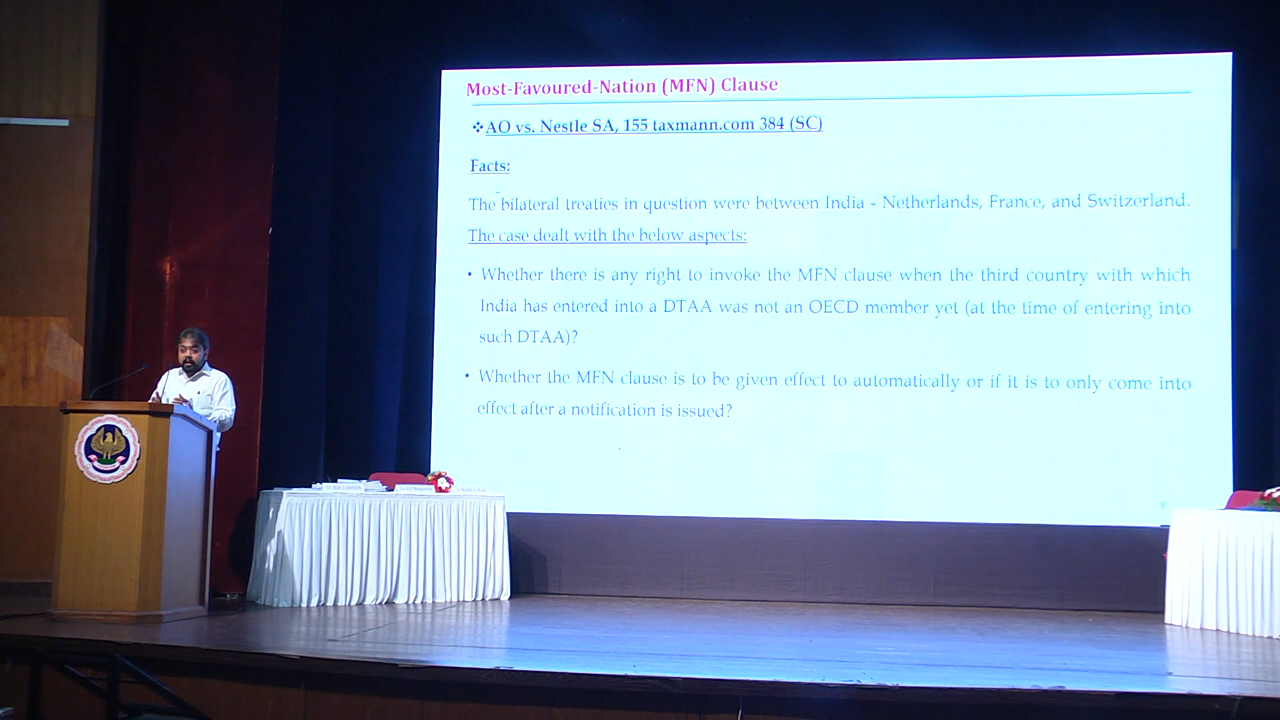 Most-Favoured-Nation (MFN) Clause
❖AO vs. Nestle SA, 155 taxmann.com 384 (SC)
Facts:
The bilateral treaties in question were between India - Netherlands, France, and Switzerland.
The case dealt with the below aspects:
• Whether there is any right to invoke the MFN clause when the third country with which
India has entered into a DTAA was not an OECD member yet (at the time of entering into
such DTAA)?
• Whether the MFN clause is to be given effect to automatically or if it is to only come into
effect after a notification is issued?